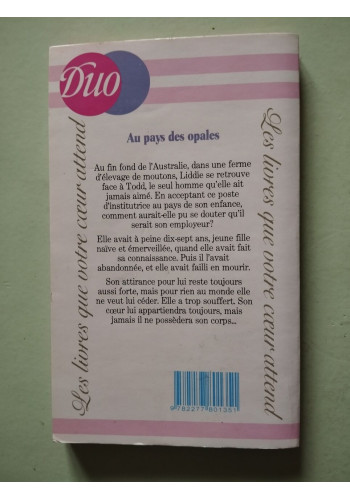 Duo
Les livres que votre cœur attend
Les livres que votre cœur attend
Au pays des opales
Au fin fond de l'Australie, dans une ferme
d'élevage de moutons, Liddie se retrouve
face à Todd, le seul homme qu'elle ait
jamais aimé. En acceptant ce poste
d'institutrice au pays de son enfance,
comment aurait-elle pu se douter qu'il
serait son employeur?
Elle avait à peine dix-sept ans, jeune fille
naïve et émerveillée, quand elle avait fait
sa connaissance. Puis il l'avait
abandonnée, et elle avait failli en mourir.
Son attirance pour lui reste toujours
aussi forte, mais pour rien au monde elle
ne veut lui céder. Elle a trop souffert. Son
cœur lui appartiendra toujours, mais
jamais il ne possèdera son corps...
9782277801351